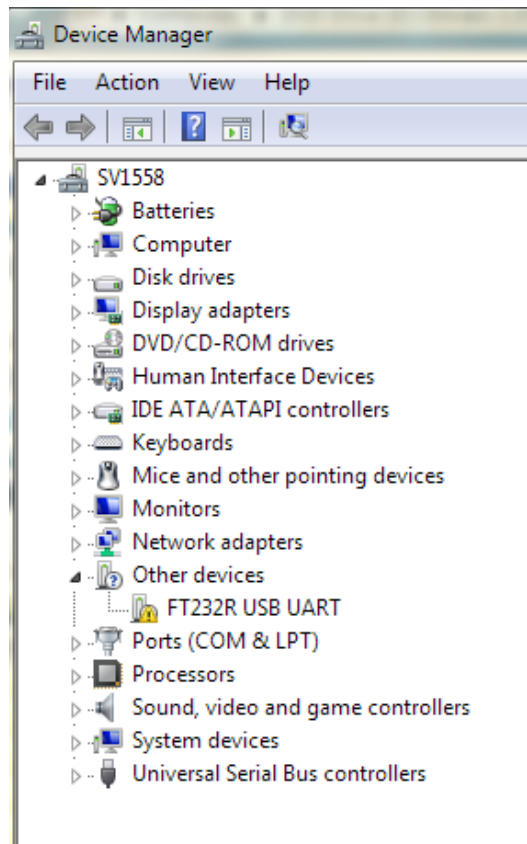 Device Manager
File Action View Help
SV1558
Batteries
Computer
Disk drives
Display adapters
DVD/CD-ROM drives
Human Interface Devices
IDE ATA/ATAPI controllers
Keyboards
Mice and other pointing devices
Monitors
Network adapters
Other devices
FT232R USB UART
Ports (COM & LPT)
Processors
Sound, video and game controllers
System devices
Universal Serial Bus controllers